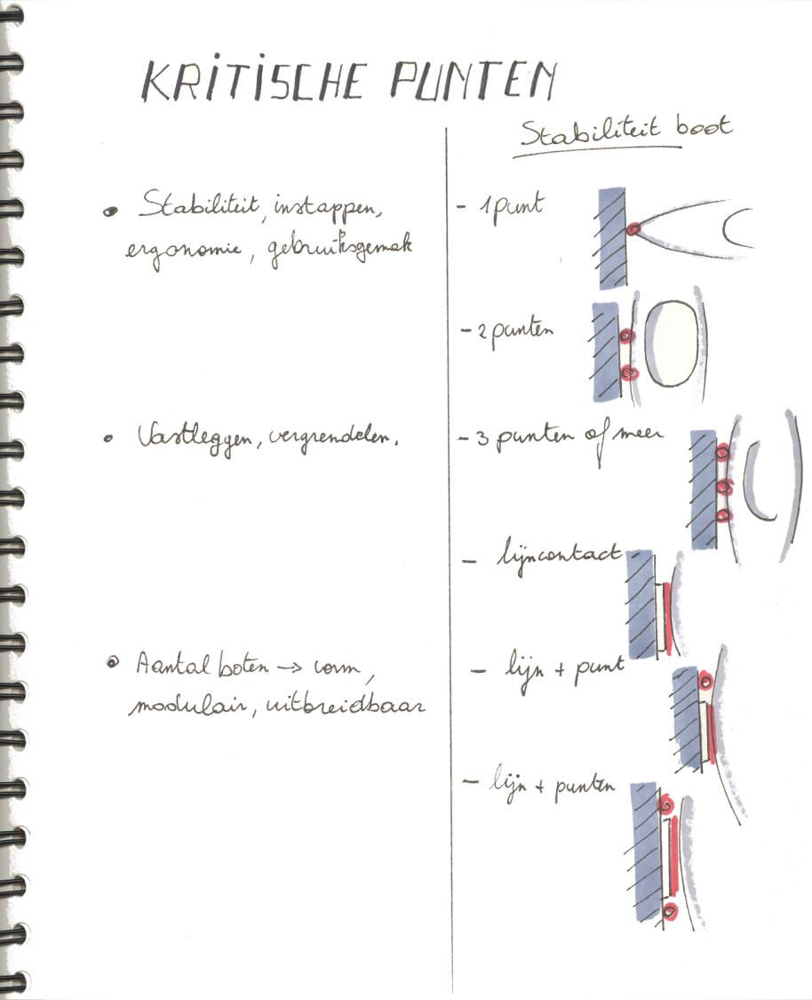 KRITISCHE PUNTEN
• Stabiliteit, instappen,
ergonomie, gebruiksgemak
• Vastleggen, vergrendelen.
• Aantal boten → vorm,
modulair, uitbreidbaar
Stabiliteit boot
- 1 punt
- 2 punten
- 3 punten of meer
- lijncontact
- lijn + punt
- lijn + punten